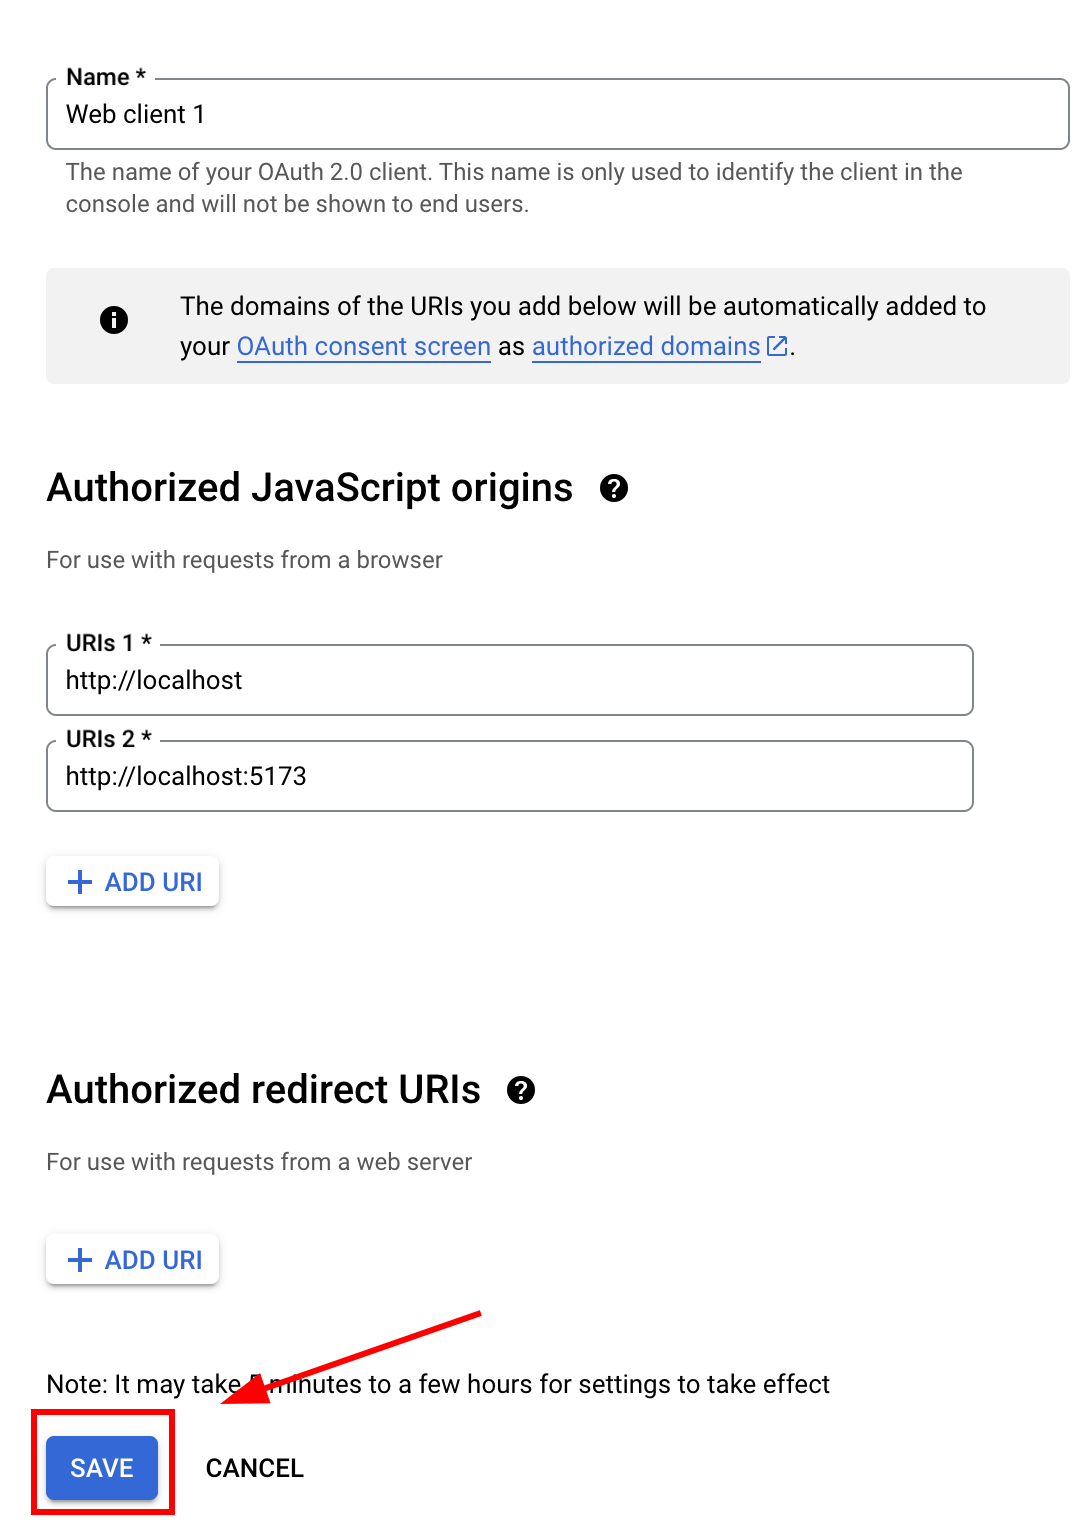 Name *
Web client 1
The name of your OAuth 2.0 client. This name is only used to identify the client in the
console and will not be shown to end users.
The domains of the URIs you add below will be automatically added to
your OAuth consent screen as authorized domains.
Authorized JavaScript origins
For use with requests from a browser
URIs 1 *
http://localhost
URIs 2 *
http://localhost:5173
ADD URI
Authorized redirect URIs
For use with requests from a web server
ADD URI
Note: It may take 5 minutes to a few hours for settings to take effect
SAVE CANCEL